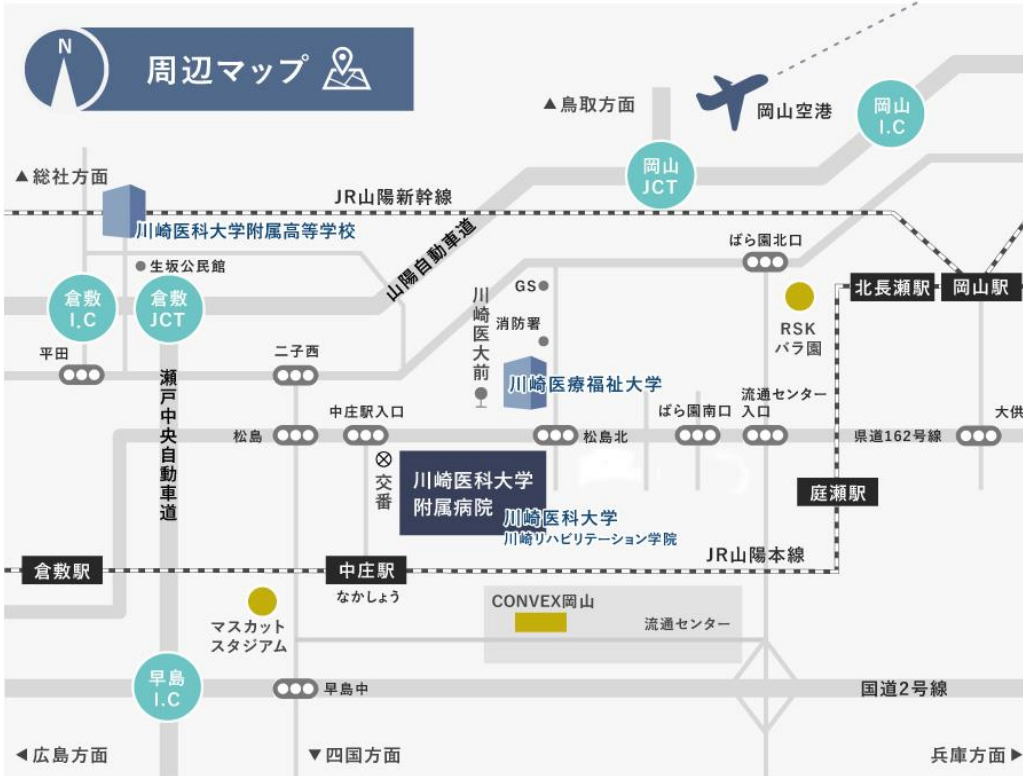 N
周辺マップ
▲鳥取方面
岡山空港
岡山
I.C
岡山
JCT
▲総社方面
JR山陽新幹線
川崎医科大学附属高等学校
山陽自動車道
ばら園北口
生坂公民館
倉敷
I.C
倉敷
JCT
川崎医大前
GS
消防署
北長瀬駅
岡山駅
RSK
バラ園
平田
二子西
瀬戸中央自動車道
川崎医療福祉大学
中庄駅入口
ばら園南口
流通センター
入口
大供
松島
松島北
県道162号線
交番
川崎医科大学
附属病院
庭瀬駅
川崎医科大学
川崎リハビリテーション学院
JR山陽本線
倉敷駅
中庄駅
なかしょう
マスカット
スタジアム
CONVEX岡山
流通センター
早島
I.C
早島中
国道2号線
◀広島方面
▼四国方面
兵庫方面▶